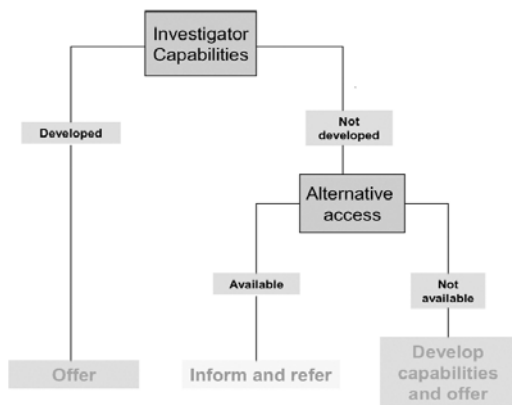 Investigator
Capabilities
Developed
Not
developed
Alternative
access
Available
Not
available
Offer
Inform and refer
Develop
capabilities
and offer